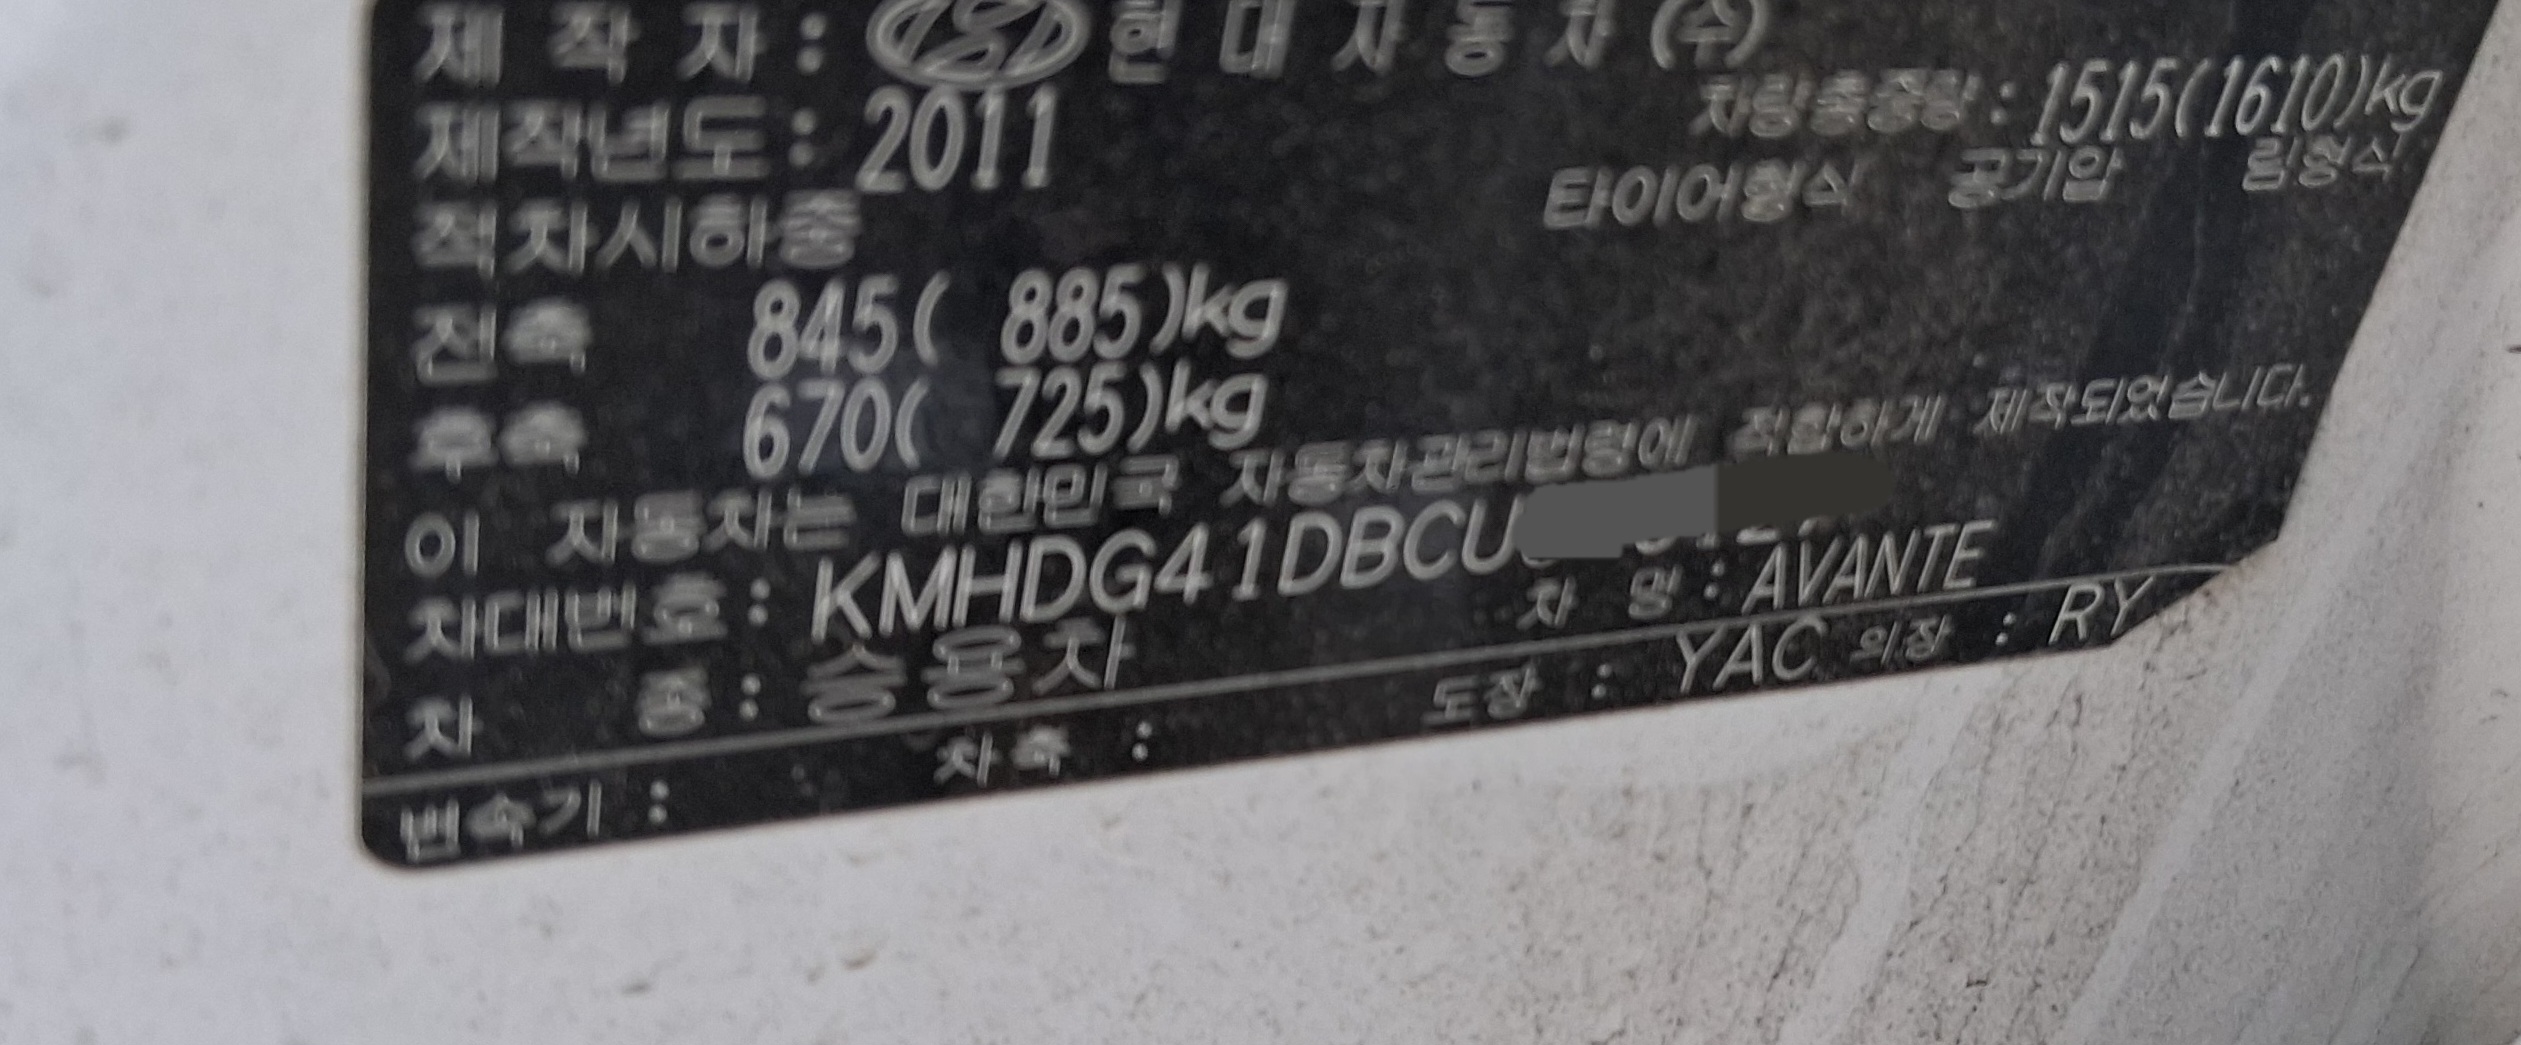 제 작 자 : 현 대 자 동 차 (주)
제작년도 : 2011
차량총중량 : 1515(1610)kg
적차시하중
타이어형식 공기압 림형식
전축 845( 885)kg
후축 670( 725)kg
이 자동차는 대한민국 자동차관리법령에 적합하게 제작되었습니다.
차대번호 : KMHDG41DBCU
차 종 : 승용차 차 명 : AVANTE
변속기 : 차축 : 도장 : YAC 의장 : RY